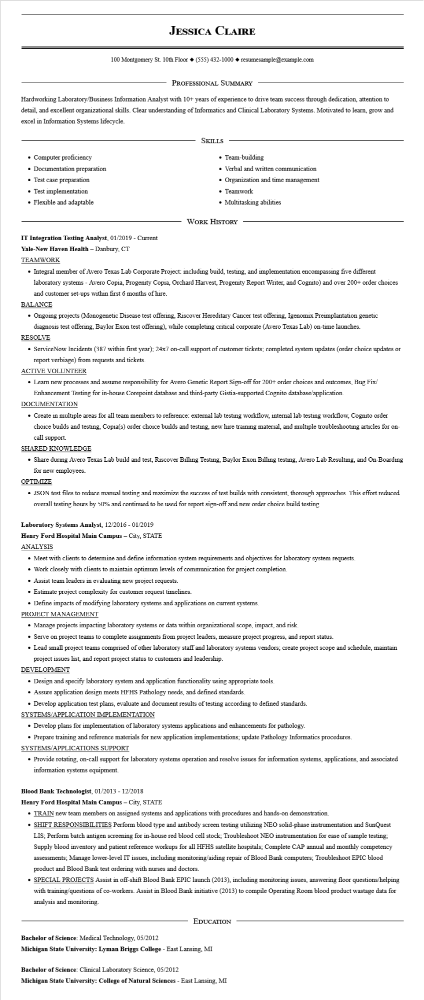 Jessica Claire
100 Montgomery St. 10th Floor ◆ (555) 432-1000 ◆ resumesample@example.com
Professional Summary
Hardworking Laboratory/Business Information Analyst with 10+ years of experience to drive team success through dedication, attention to
detail, and excellent organizational skills. Clear understanding of Informatics and Clinical Laboratory Systems. Motivated to learn, grow and
excel in Information Systems lifecycle.
Skills
• Computer proficiency
• Documentation preparation
• Test case preparation
• Test implementation
• Flexible and adaptable
• Team-building
• Verbal and written communication
• Organization and time management
• Teamwork
• Multitasking abilities
Work History
IT Integration Testing Analyst, 01/2019 - Current
Yale-New Haven Health – Danbury, CT
TEAMWORK
• Integral member of Avero Texas Lab Corporate Project: including build, testing, and implementation encompassing five different
laboratory systems - Avero Copia, Progenity Copia, Orchard Harvest, Progenity Report Writer, and Cognito) and over 200+ order choices
and customer set-ups within first 6 months of hire.
BALANCE
• Ongoing projects (Monogenetic Disease test offering, Riscover Hereditary Cancer test offering, Igenomix Preimplantation genetic
diagnosis test offering, Baylor Exon test offering), while completing critical corporate (Avero Texas Lab) on-time launches.
RESOLVE
• ServiceNow Incidents (387 within first year); 24x7 on-call support of customer tickets; completed system updates (order choice updates or
report verbiage) from requests and tickets.
ACTIVE VOLUNTEER
• Learn new processes and assume responsibility for Avero Genetic Report Sign-off for 200+ order choices and outcomes, Bug Fix/
Enhancement Testing for in-house Corepoint database and third-party Gistia-supported Cognito database/application.
DOCUMENTATION
• Create in multiple areas for all team members to reference: external lab testing workflow, internal lab testing workflow, Cognito order
choice builds and testing, Copia(s) order choice builds and testing, new hire training material, and multiple troubleshooting articles for on-
call support.
SHARED KNOWLEDGE
• Share during Avero Texas Lab build and test, Riscover Billing Testing, Baylor Exon Billing testing, Avero Lab Resulting, and On-Boarding
for new employees.
OPTIMIZE
• JSON test files to reduce manual testing and maximize the success of test builds with consistent, thorough approaches. This effort reduced
overall testing hours by 50% and continued to be used for report sign-off and new order choice build testing.
Laboratory Systems Analyst, 12/2016 - 01/2019
Henry Ford Hospital Main Campus – City, STATE
ANALYSIS
• Meet with clients to determine and define information system requirements and objectives for laboratory system requests.
• Work closely with clients to maintain optimum levels of communication for project completion.
• Assist team leaders in evaluating new project requests.
• Estimate project complexity for customer request timelines.
• Define impacts of modifying laboratory systems and applications on current systems.
PROJECT MANAGEMENT
• Manage projects impacting laboratory systems or data within organizational scope, impact, and risk.
• Serve on project teams to complete assignments from project leaders, measure project progress, and report status.
• Lead small project teams comprised of other laboratory staff and laboratory systems vendors; create project scope and schedule, maintain
project issues list, and report project status to customers and leadership.
DEVELOPMENT
• Design and specify laboratory system and application functionality using appropriate tools.
• Assure application design meets HFHS Pathology needs, and defined standards.
• Develop application test plans, evaluate and document results of testing according to defined standards.
SYSTEMS/APPLICATION IMPLEMENTATION
• Develop plans for implementation of laboratory systems applications and enhancements for pathology.
• Prepare training and reference materials for new application implementations; update Pathology Informatics procedures.
SYSTEMS/APPLICATIONS SUPPORT
• Provide rotating, on-call support for laboratory systems operation and resolve issues for information systems, applications, and associated
information systems equipment.
Blood Bank Technologist, 01/2013 - 12/2018
Henry Ford Hospital Main Campus – City, STATE
• TRAIN new team members on assigned systems and applications with procedures and hands-on demonstration.
• SHIFT RESPONSIBILITIES Perform blood type and antibody screen testing utilizing NEO solid-phase instrumentation and SunQuest
LIS; Perform batch antigen screening for in-house red blood cell stock; Troubleshoot NEO instrumentation for ease of sample testing;
Supply blood inventory and patient reference workups for all HFHS satellite hospitals; Complete CAP annual and monthly competency
assessments; Manage lower-level IT issues, including monitoring/aiding repair of Blood Bank computers; Troubleshoot EPIC blood
product and Blood Bank test ordering with nurses and doctors.
• SPECIAL PROJECTS Assist in off-shift Blood Bank EPIC launch (2013), including monitoring issues, answering floor questions/helping
with training/questions of co-workers. Assist in Blood Bank initiative (2013) to compile Operating Room blood product wastage data for
analysis and monitoring.
Education
Bachelor of Science: Medical Technology, 05/2012
Michigan State University: Lyman Briggs College - East Lansing, MI
Bachelor of Science: Clinical Laboratory Science, 05/2012
Michigan State University: College of Natural Sciences - East Lansing, MI